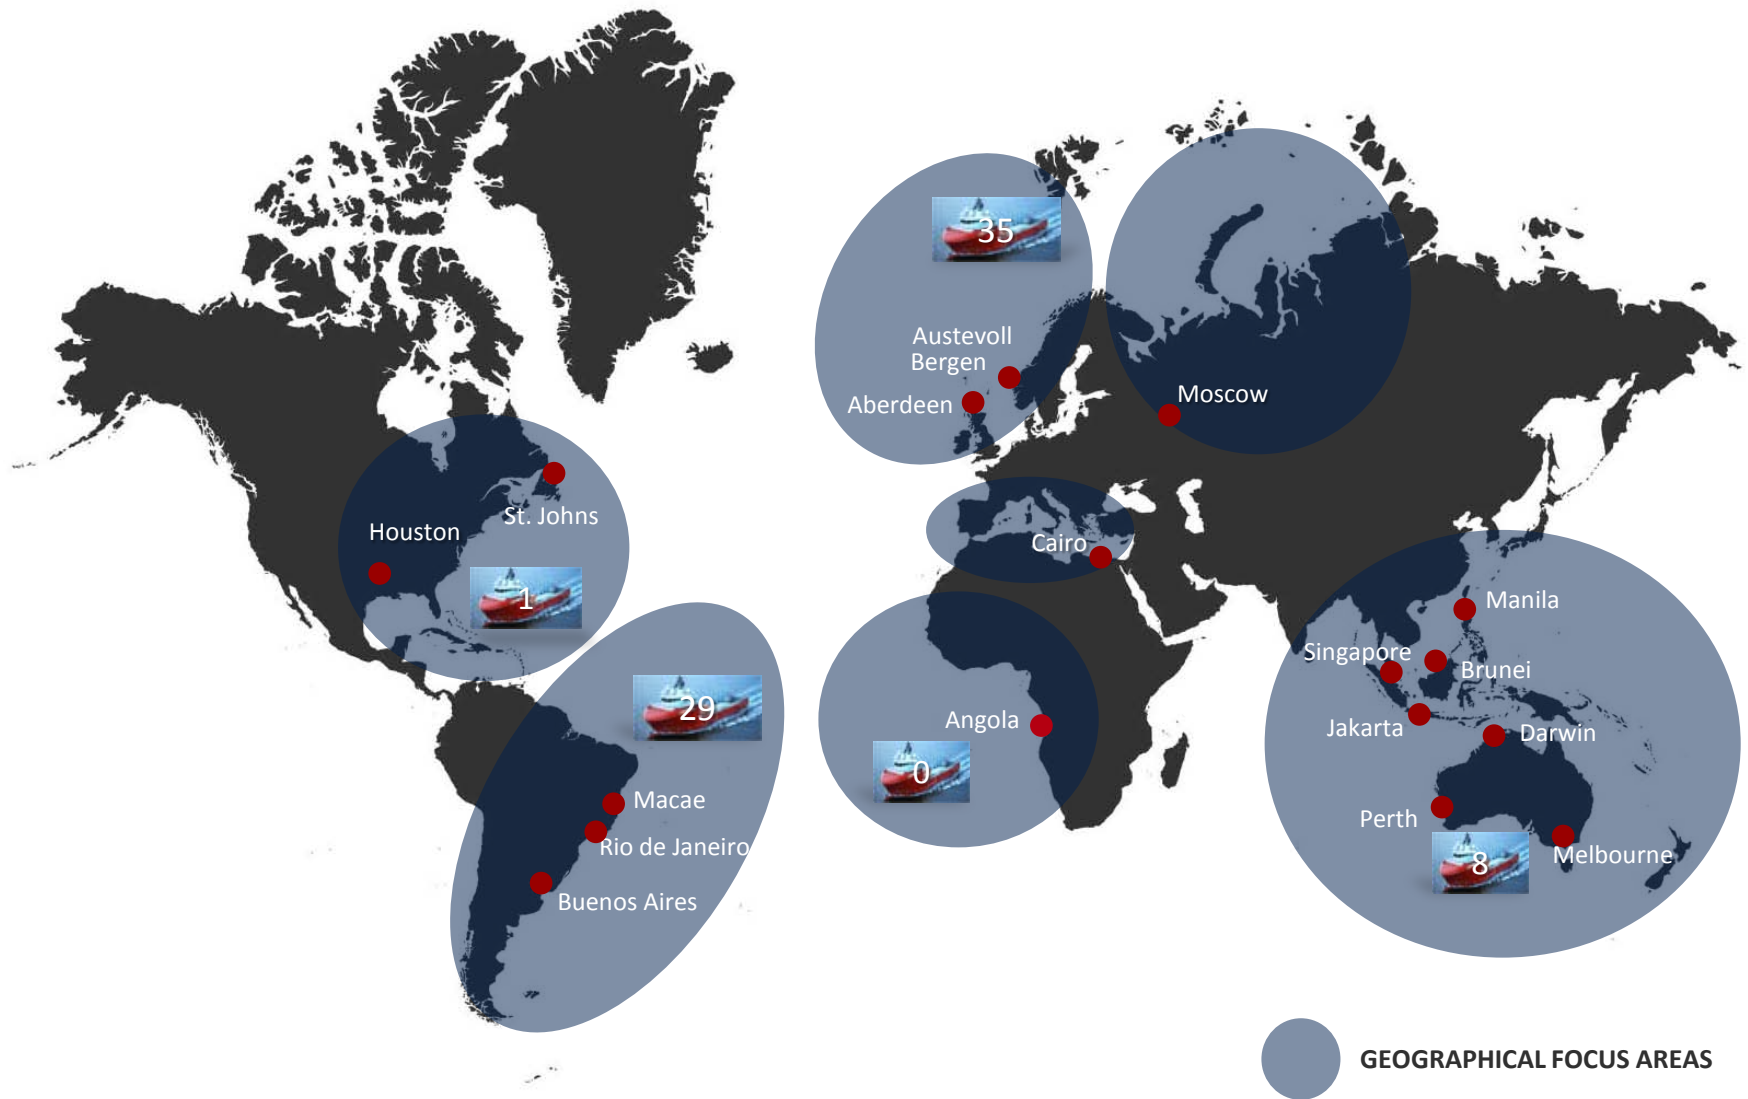 35
Austevoll
Bergen
Aberdeen
Moscow
St. Johns
Houston
Cairo
1
Manila
Singapore
Brunei
29
Angola
Jakarta
Darwin
0
Macae
Perth
Rio de Janeiro
Melbourne
8
Buenos Aires
GEOGRAPHICAL FOCUS AREAS